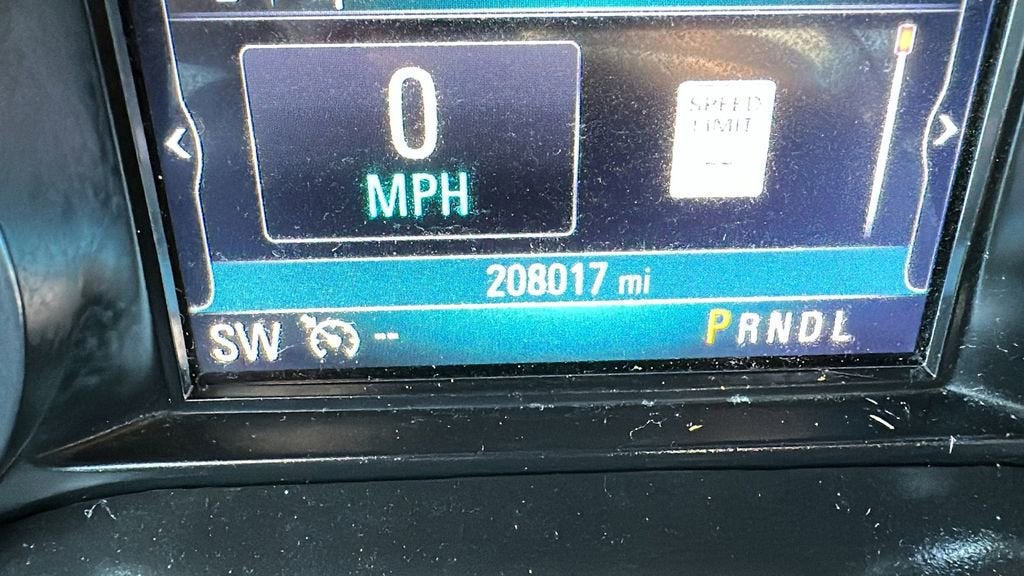 0
MPH
SPEED
LIMIT
--
208017 mi
SW --
PRNDL